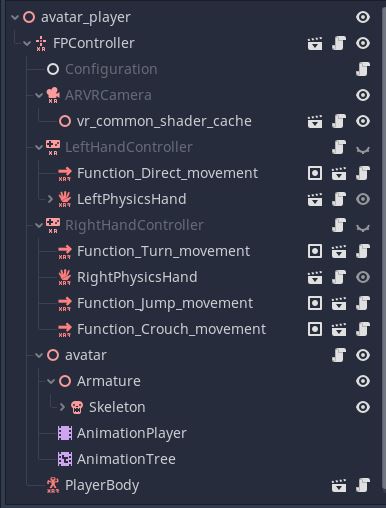 avatar_player
FPController
Configuration
ARVRCamera
vr_common_shader_cache
LeftHandController
Function_Direct_movement
LeftPhysicsHand
RightHandController
Function_Turn_movement
RightPhysicsHand
Function_Jump_movement
Function_Crouch_movement
avatar
Armature
Skeleton
AnimationPlayer
AnimationTree
PlayerBody